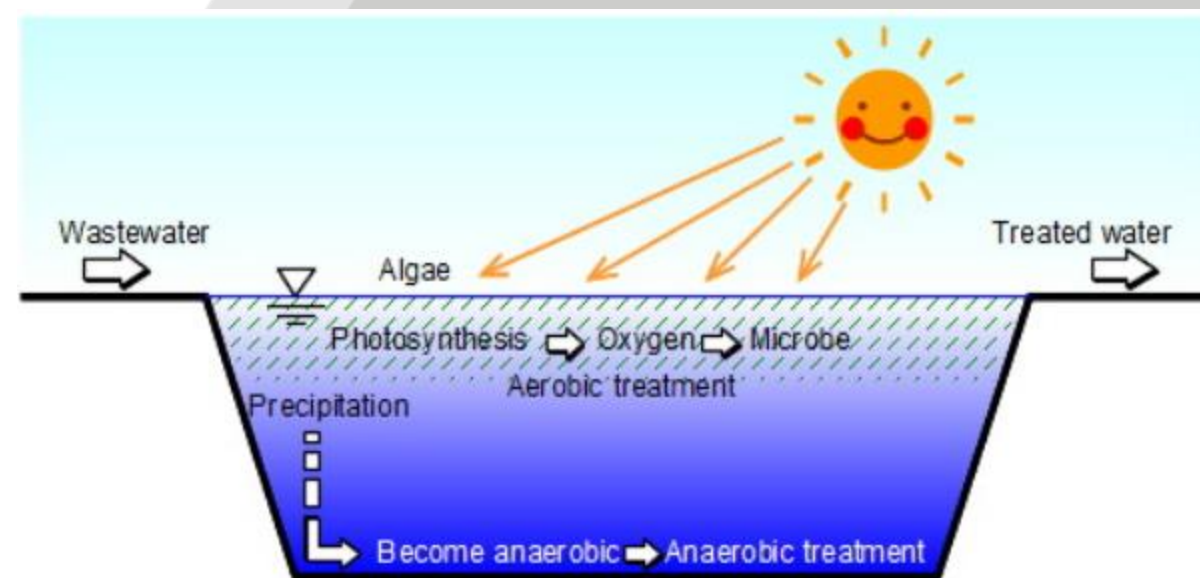 Wastewater
Treated water
Algae
Photosynthesis
Oxygen
Microbe
Aerobic treatment
Precipitation
Become anaerobic
Anaerobic treatment